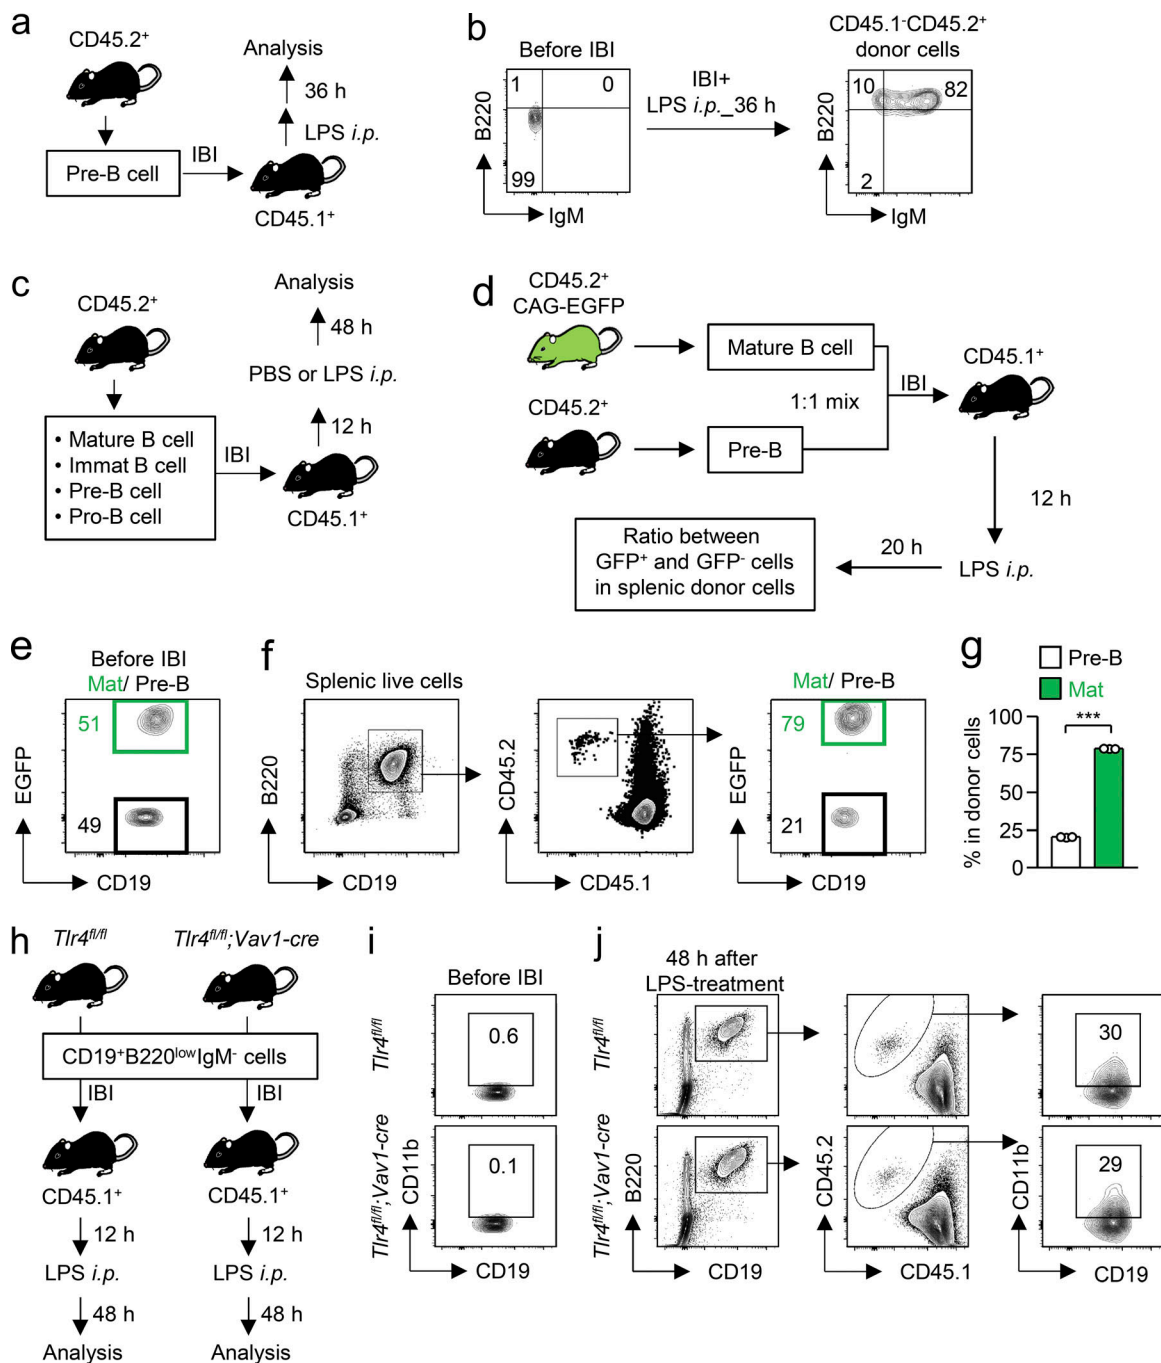 a
CD45.2⁺
Analysis
36 h
LPS i.p.
Pre-B cell
IBI
CD45.1⁺
b
Before IBI
1
0
99
B220
IgM
IBI+
LPS i.p._36 h
CD45.1⁻CD45.2⁺
donor cells
10
82
2
B220
IgM
c
CD45.2⁺
Analysis
48 h
PBS or LPS i.p.
12 h
• Mature B cell
• Immat B cell
• Pre-B cell
• Pro-B cell
IBI
CD45.1⁺
d
CD45.2⁺
CAG-EGFP
Mature B cell
CD45.2⁺
1:1 mix
Pre-B
IBI
CD45.1⁺
12 h
LPS i.p.
20 h
Ratio between
GFP⁺ and GFP⁻ cells
in splenic donor cells
e
Before IBI
Mat/ Pre-B
51
49
EGFP
CD19
f
Splenic live cells
B220
CD19
CD45.2
CD45.1
Mat/ Pre-B
79
21
EGFP
CD19
g
Pre-B
Mat
***
100
75
50
25
0
% in donor cells
h
Tlr4fl/fl
Tlr4fl/fl;Vav1-cre
CD19⁺B220ˡᵒʷIgM⁻ cells
IBI
IBI
CD45.1⁺
CD45.1⁺
12 h
12 h
LPS i.p.
LPS i.p.
48 h
48 h
Analysis
Analysis
i
Before IBI
Tlr4fl/fl
0.6
Tlr4fl/fl;Vav1-cre
0.1
CD11b
CD19
j
48 h after
LPS-treatment
Tlr4fl/fl
30
Tlr4fl/fl;Vav1-cre
29
B220
CD19
CD45.2
CD45.1
CD11b
CD19